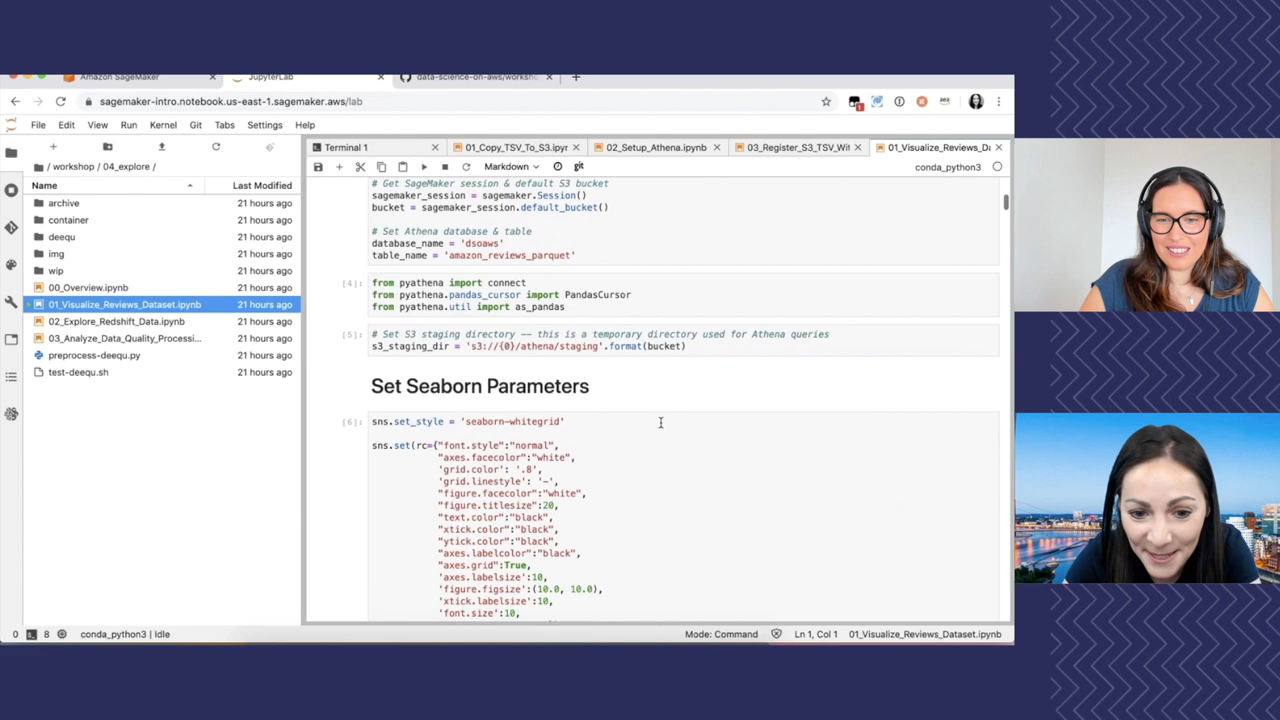 Amazon SageMaker
JupyterLab
data-science-on-aws/worksho
sagemaker-intro.notebook.us-east-1.sagemaker.aws/lab
File Edit View Run Kernel Git Tabs Settings Help
Terminal 1
01_Copy_TSV_To_S3.ipyr
02_Setup_Athena.ipynb
03_Register_S3_TSV_Wit
01_Visualize_Reviews_Da
/ workshop / 04_explore /
Markdown
git
conda_python3
Name Last Modified
archive 21 hours ago
container 21 hours ago
deequ 21 hours ago
img 21 hours ago
wip 21 hours ago
00_Overview.ipynb 21 hours ago
01_Visualize_Reviews_Dataset.ipynb 21 hours ago
02_Explore_Redshift_Data.ipynb 21 hours ago
03_Analyze_Data_Quality_Processi... 21 hours ago
preprocess-deequ.py 21 hours ago
test-deequ.sh 21 hours ago
# Get SageMaker session & default S3 bucket
sagemaker_session = sagemaker.Session()
bucket = sagemaker_session.default_bucket()
# Set Athena database & table
database_name = 'dsoaws'
table_name = 'amazon_reviews_parquet'
[4]: from pyathena import connect
from pyathena.pandas_cursor import PandasCursor
from pyathena.util import as_pandas
[5]: # Set S3 staging directory -- this is a temporary directory used for Athena queries
s3_staging_dir = 's3://{0}/athena/staging'.format(bucket)
Set Seaborn Parameters
[6]: sns.set_style = 'seaborn-whitegrid'
sns.set(rc={"font.style":"normal",
"axes.facecolor":"white",
'grid.color': '.8',
'grid.linestyle': '-',
"figure.facecolor":"white",
"figure.titlesize":20,
"text.color":"black",
"xtick.color":"black",
"ytick.color":"black",
"axes.labelcolor":"black",
"axes.grid":True,
'axes.labelsize':10,
'figure.figsize':(10.0, 10.0),
'xtick.labelsize':10,
'font.size':10,
0 8 conda_python3 | Idle
Mode: Command Ln 1, Col 1 01_Visualize_Reviews_Dataset.ipynb